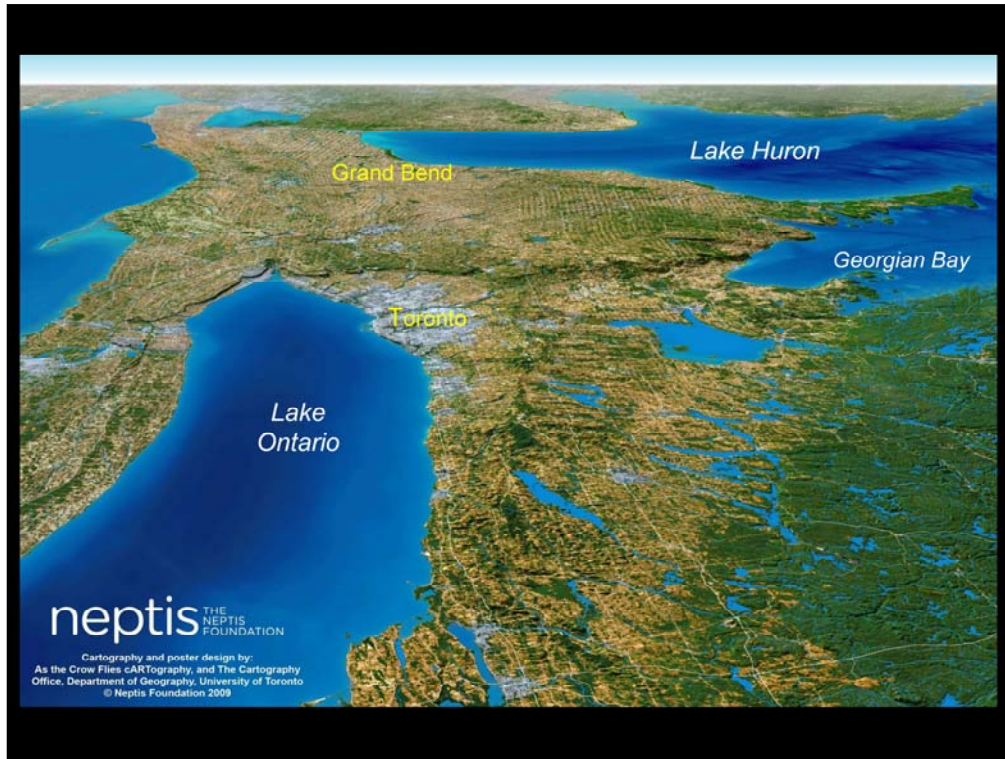 Lake Huron
Grand Bend
Georgian Bay
Toronto
Lake
Ontario
neptis THE
NEPTIS
FOUNDATION
Cartography and poster design by:
As the Crow Flies cARTography, and The Cartography
Office, Department of Geography, University of Toronto
© Neptis Foundation 2009